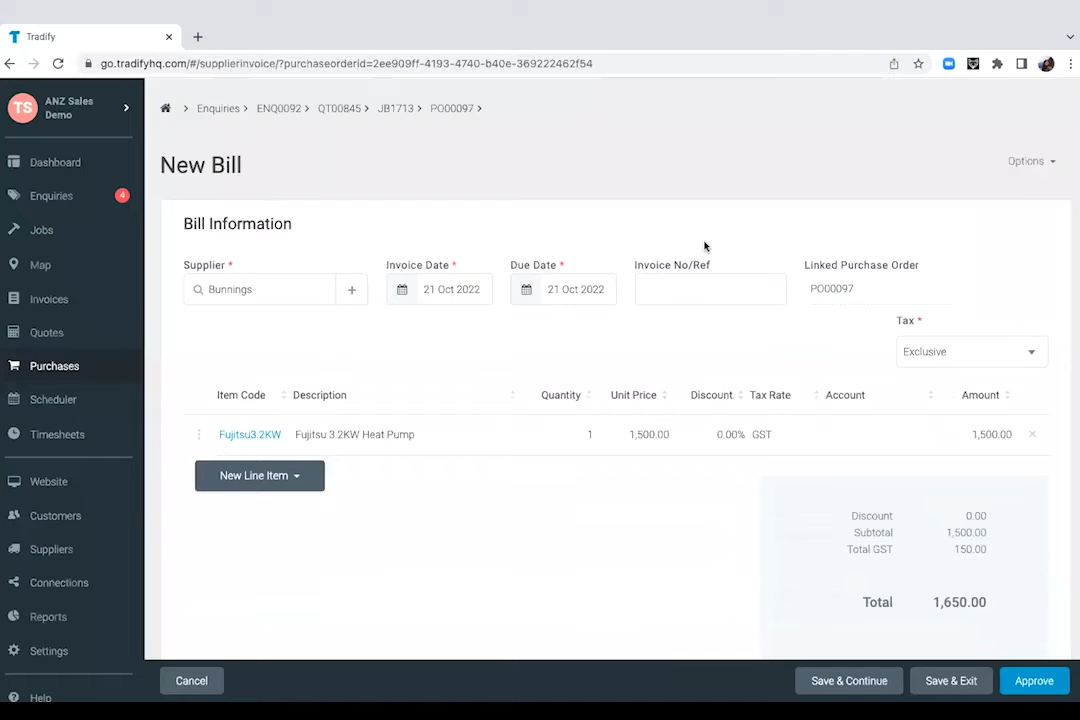 Tradify
go.tradifyhq.com/#/supplierinvoice/?purchaseorderid=2ee909ff-4193-4740-b40e-369222462f54
TS ANZ Sales Demo
Enquiries ENQ0092 QT00845 JB1713 PO00097
Dashboard
Enquiries 4
Jobs
Map
Invoices
Quotes
Purchases
Scheduler
Timesheets
Website
Customers
Suppliers
Connections
Reports
Settings
Help
New Bill
Options
Bill Information
Supplier * Invoice Date * Due Date * Invoice No/Ref Linked Purchase Order
Bunnings 21 Oct 2022 21 Oct 2022 PO00097
Tax *
Exclusive
Item Code Description Quantity Unit Price Discount Tax Rate Account Amount
Fujitsu3.2KW Fujitsu 3.2KW Heat Pump 1 1,500.00 0.00% GST 1,500.00
New Line Item
Discount 0.00
Subtotal 1,500.00
Total GST 150.00
Total 1,650.00
Cancel Save & Continue Save & Exit Approve